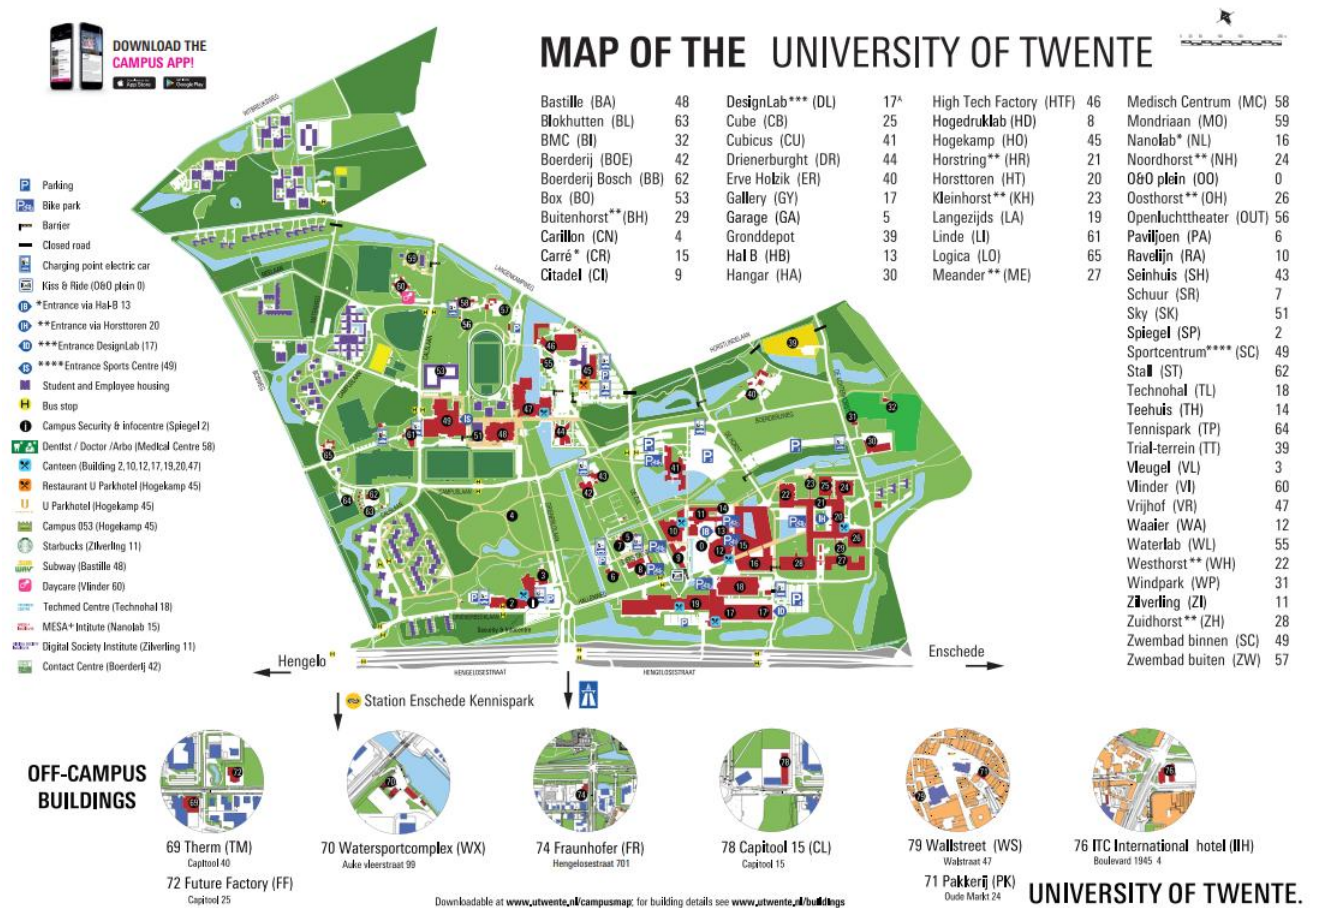 DOWNLOAD THE
CAMPUS APP!
App Store
Google Play
MAP OF THE UNIVERSITY OF TWENTE
Bastille (BA) 48
Blokhutten (BL) 63
BMC (BI) 32
Boerderij (BOE) 42
Boerderij Bosch (BB) 62
Box (BO) 53
Buitenhorst** (BH) 29
Carillon (CN) 4
Carré* (CR) 15
Citadel (CI) 9
DesignLab*** (DL) 17A
Cube (CB) 25
Cubicus (CU) 41
Drienerburght (DR) 44
Erve Holzik (ER) 40
Gallery (GY) 17
Garage (GA) 5
Gronddepot 39
Hal B (HB) 13
Hangar (HA) 30
High Tech Factory (HTF) 46
Hogedruklab (HD) 8
Hogekamp (HO) 45
Horstring** (HR) 21
Horsttoren (HT) 20
Kleinhorst** (KH) 23
Langezijds (LA) 19
Linde (LI) 61
Logica (LO) 65
Meander** (ME) 27
Medisch Centrum (MC) 58
Mondriaan (MO) 59
Nanolab* (NL) 16
Noordhorst** (NH) 24
O&O plein (OO) 0
Oosthorst** (OH) 26
Openluchttheater (OUT) 56
Paviljoen (PA) 6
Ravelijn (RA) 10
Seinhuis (SH) 43
Schuur (SR) 7
Sky (SK) 51
Spiegel (SP) 2
Sportcentrum**** (SC) 49
Stall (ST) 62
Technohal (TL) 18
Teehuis (TH) 14
Tennispark (TP) 64
Trial-terrein (TT) 39
Vleugel (VL) 3
Vlinder (VI) 60
Vrijhof (VR) 47
Waaier (WA) 12
Waterlab (WL) 55
Westhorst** (WH) 22
Windpark (WP) 31
Zilverling (ZI) 11
Zuidhorst** (ZH) 28
Zwembad binnen (SC) 49
Zwembad buiten (ZW) 57
Parking
Bike park
Barrier
Closed road
Charging point electric car
Kiss & Ride (O&O plein 0)
*Entrance via Hal-B 13
**Entrance via Horsttoren 20
***Entrance DesignLab (17)
****Entrance Sports Centre (49)
Student and Employee housing
Bus stop
Campus Security & infocentre (Spiegel 2)
Dentist / Doctor /Arbo (Medical Centre 58)
Canteen (Building 2,10,12,17,19,20,47)
Restaurant U Parkhotel (Hogekamp 45)
U Parkhotel (Hogekamp 45)
Campus 053 (Hogekamp 45)
Starbucks (Zilverling 11)
Subway (Bastille 48)
Daycare (Vlinder 60)
Techmed Centre (Technohal 18)
MESA+ Intitute (Nanolab 15)
Digital Society Institute (Zilverling 11)
Contact Centre (Boerderij 42)
WITBREUKSWEG
LANGENKAMPWEG
HORSTLINDELAAN
BOERDERIJWEG
CAMPUSLAAN
Security & infocentre
Hengelo
HENGELOSESTRAAT
HENGELOSESTRAAT
Enschede
Station Enschede Kennispark
OFF-CAMPUS
BUILDINGS
69 Therm (TM)
Capitool 40
72 Future Factory (FF)
Capitool 25
70 Watersportcomplex (WX)
Auke vleerstraat 99
74 Fraunhofer (FR)
Hengelosestraat 701
78 Capitool 15 (CL)
Capitool 15
79 Wallstreet (WS)
Walstraat 47
71 Pakkerij (PK)
Oude Markt 24
76 ITC International hotel (IIH)
Boulevard 1945 4
Downloadable at www.utwente.nl/campusmap; for building details see www.utwente.nl/buildings
UNIVERSITY OF TWENTE.